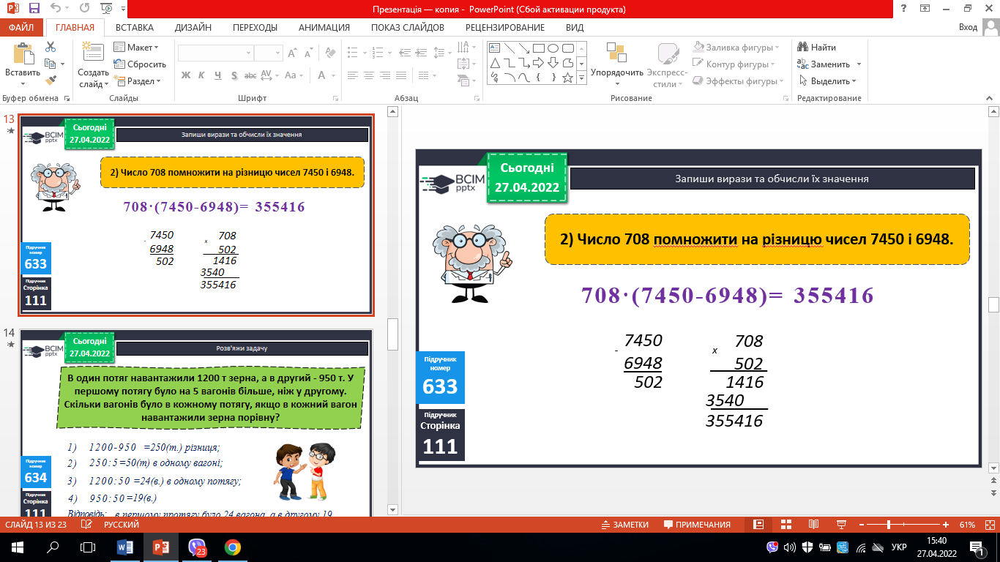 Презентація — копия - PowerPoint (Сбой активации продукта)
ФАЙЛ ГЛАВНАЯ ВСТАВКА ДИЗАЙН ПЕРЕХОДЫ АНИМАЦИЯ ПОКАЗ СЛАЙДОВ РЕЦЕНЗИРОВАНИЕ ВИД Вход
Вставить
Создать слайд
Макет
Сбросить
Раздел
Ж К Ч S abc AV Aa A
Упорядочить
Экспресс-стили
Заливка фигуры
Контур фигуры
Эффекты фигуры
Найти
Заменить
Выделить
Буфер обмена Слайды Шрифт Абзац Рисование Редактирование
13
Сьогодні
27.04.2022
ВСІМ
pptx
Запиши вирази та обчисли їх значення
2) Число 708 помножити на різницю чисел 7450 і 6948.
708·(7450-6948)= 355416
- 7450
6948
502
x 708
502
1416
3540
355416
Підручник
номер
633
Підручник
Сторінка
111
14
Сьогодні
27.04.2022
ВСІМ
pptx
Розв'яжи задачу
В один потяг навантажили 1200 т зерна, а в другий - 950 т. У
першому потягу було на 5 вагонів більше, ніж у другому.
Скільки вагонів було в кожному потягу, якщо в кожний вагон
навантажили зерна порівну?
1) 1200-950 =250(т.) різниця;
2) 250:5=50(т) в одному вагоні;
3) 1200:50=24(в.) в одному потягу;
4) 950:50=19(в.)
Відповідь: в першому протягу було 24 вагона, а в другому 19
Підручник
номер
634
Підручник
Сторінка
111
Сьогодні
27.04.2022
ВСІМ
pptx
Запиши вирази та обчисли їх значення
2) Число 708 помножити на різницю чисел 7450 і 6948.
708·(7450-6948)= 355416
- 7450
6948
502
x 708
502
1416
3540
355416
Підручник
номер
633
Підручник
Сторінка
111
СЛАЙД 13 ИЗ 23 РУССКИЙ ЗАМЕТКИ ПРИМЕЧАНИЯ 61%
23
УКР
15:40
27.04.2022
1